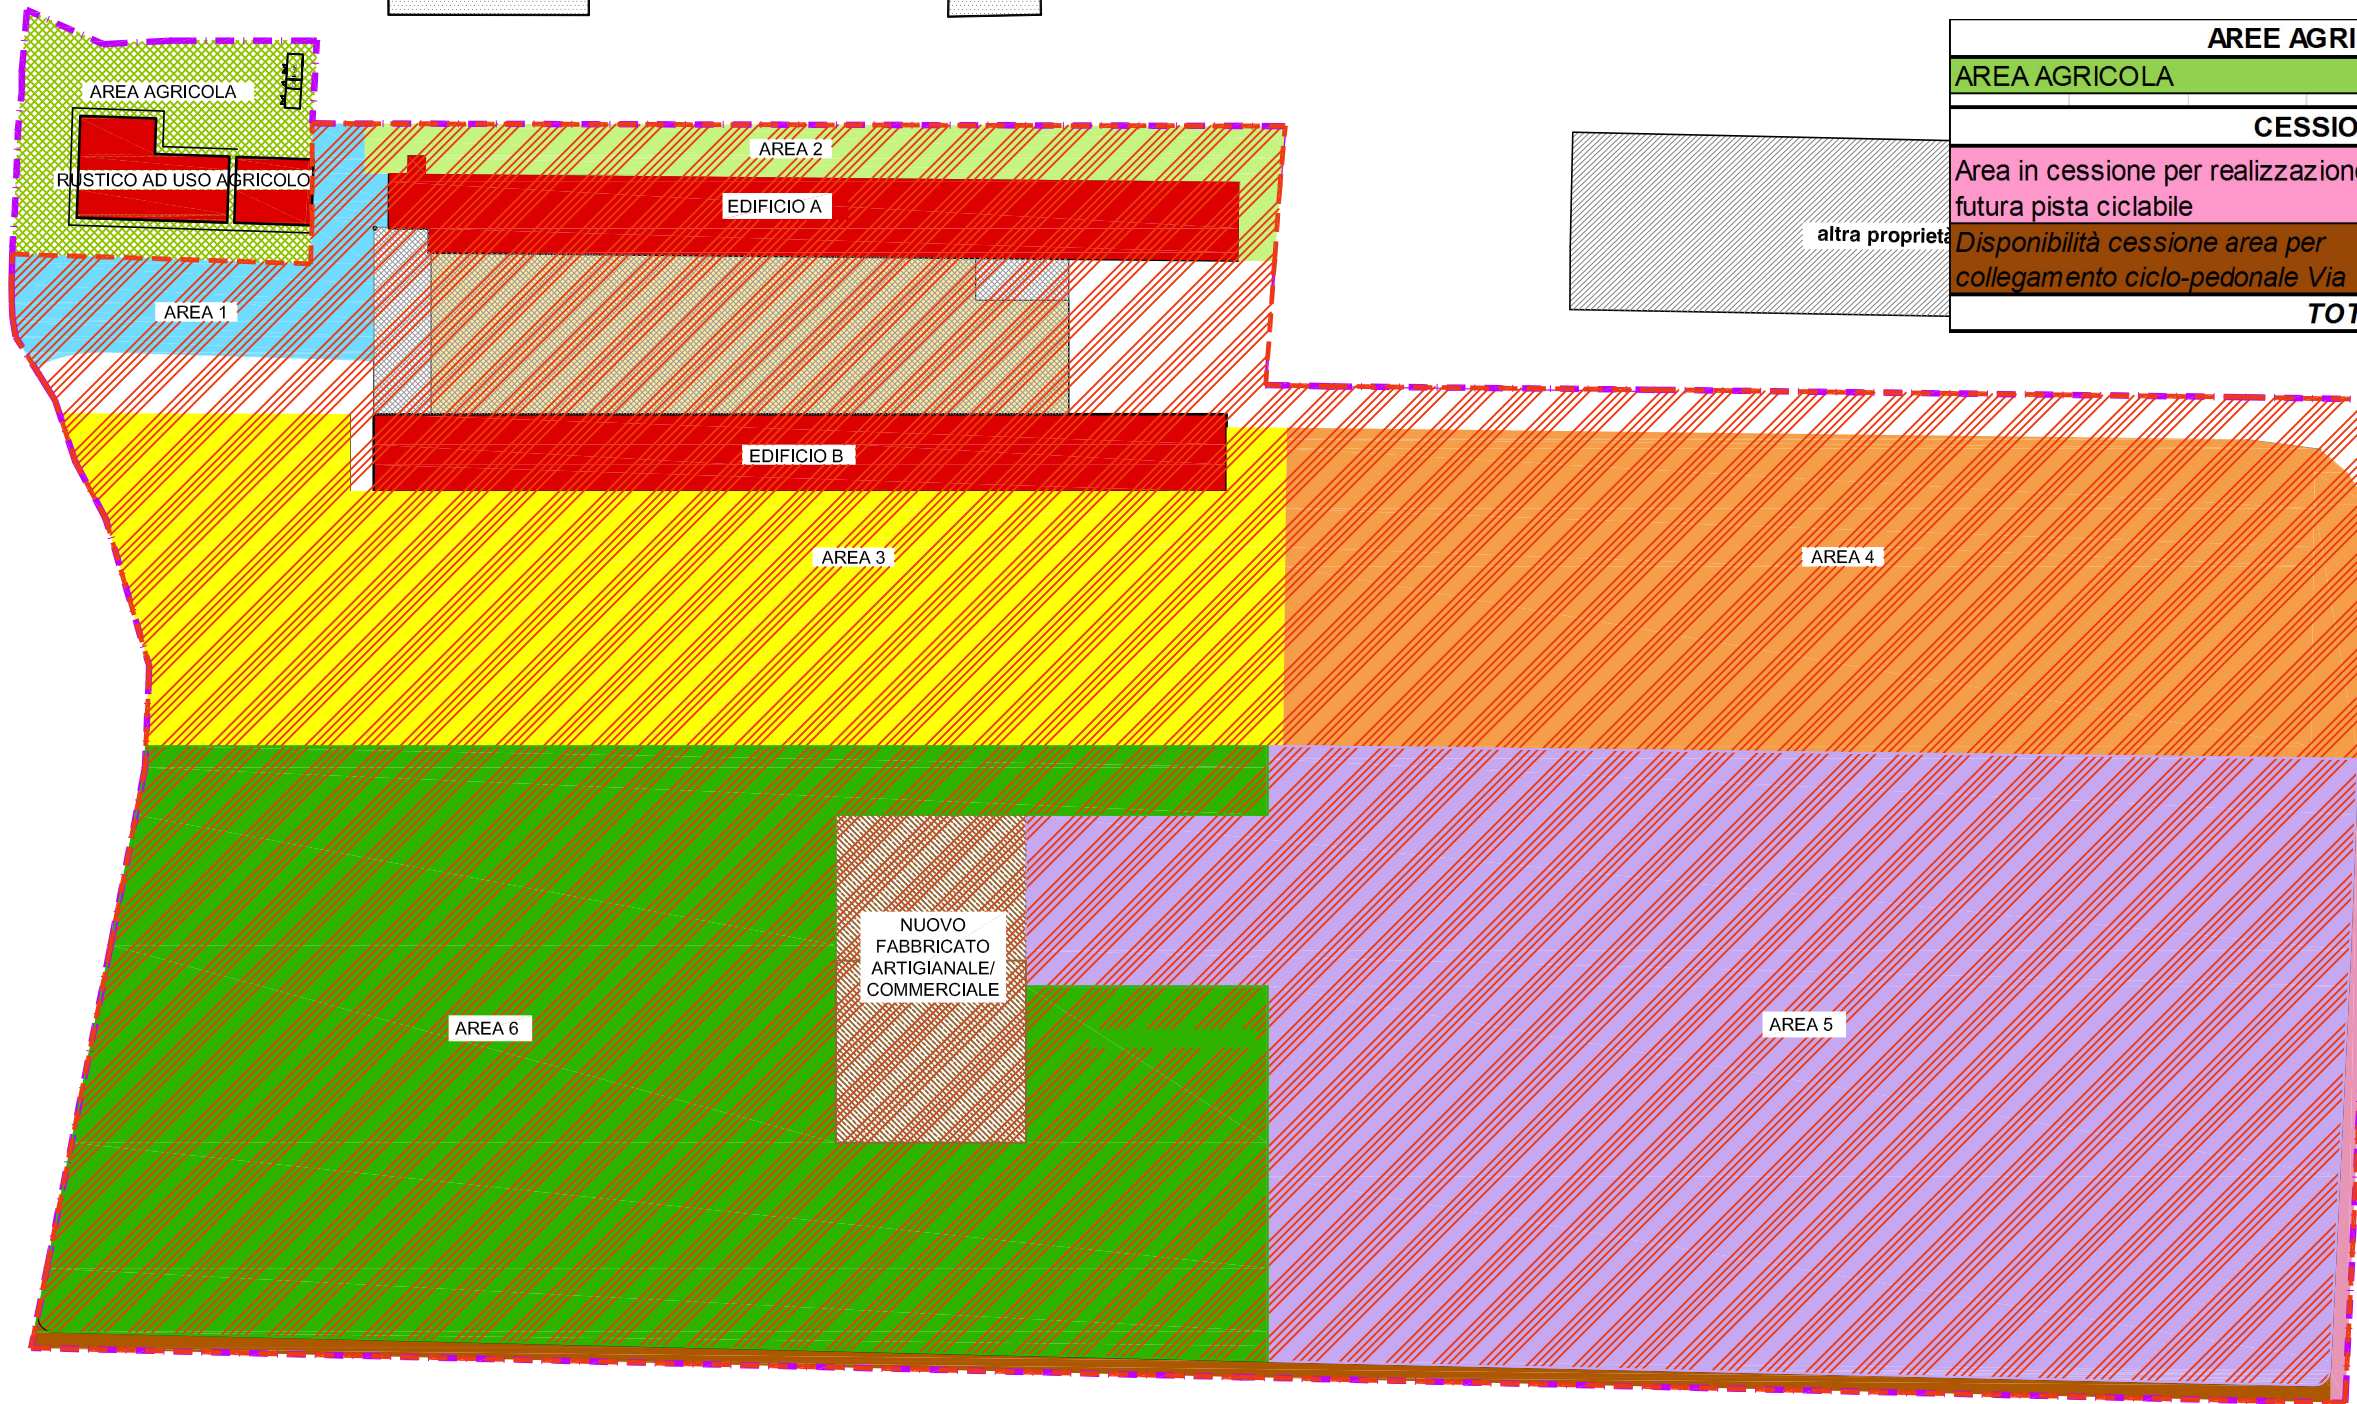 AREE AGRI
AREA AGRICOLA
CESSIO
Area in cessione per realizzazione
futura pista ciclabile
Disponibilità cessione area per
collegamento ciclo-pedonale Via
TOT
altra proprietà
AREA AGRICOLA
RUSTICO AD USO AGRICOLO
AREA 2
EDIFICIO A
AREA 1
EDIFICIO B
AREA 3
AREA 4
NUOVO
FABBRICATO
ARTIGIANALE/
COMMERCIALE
AREA 6
AREA 5